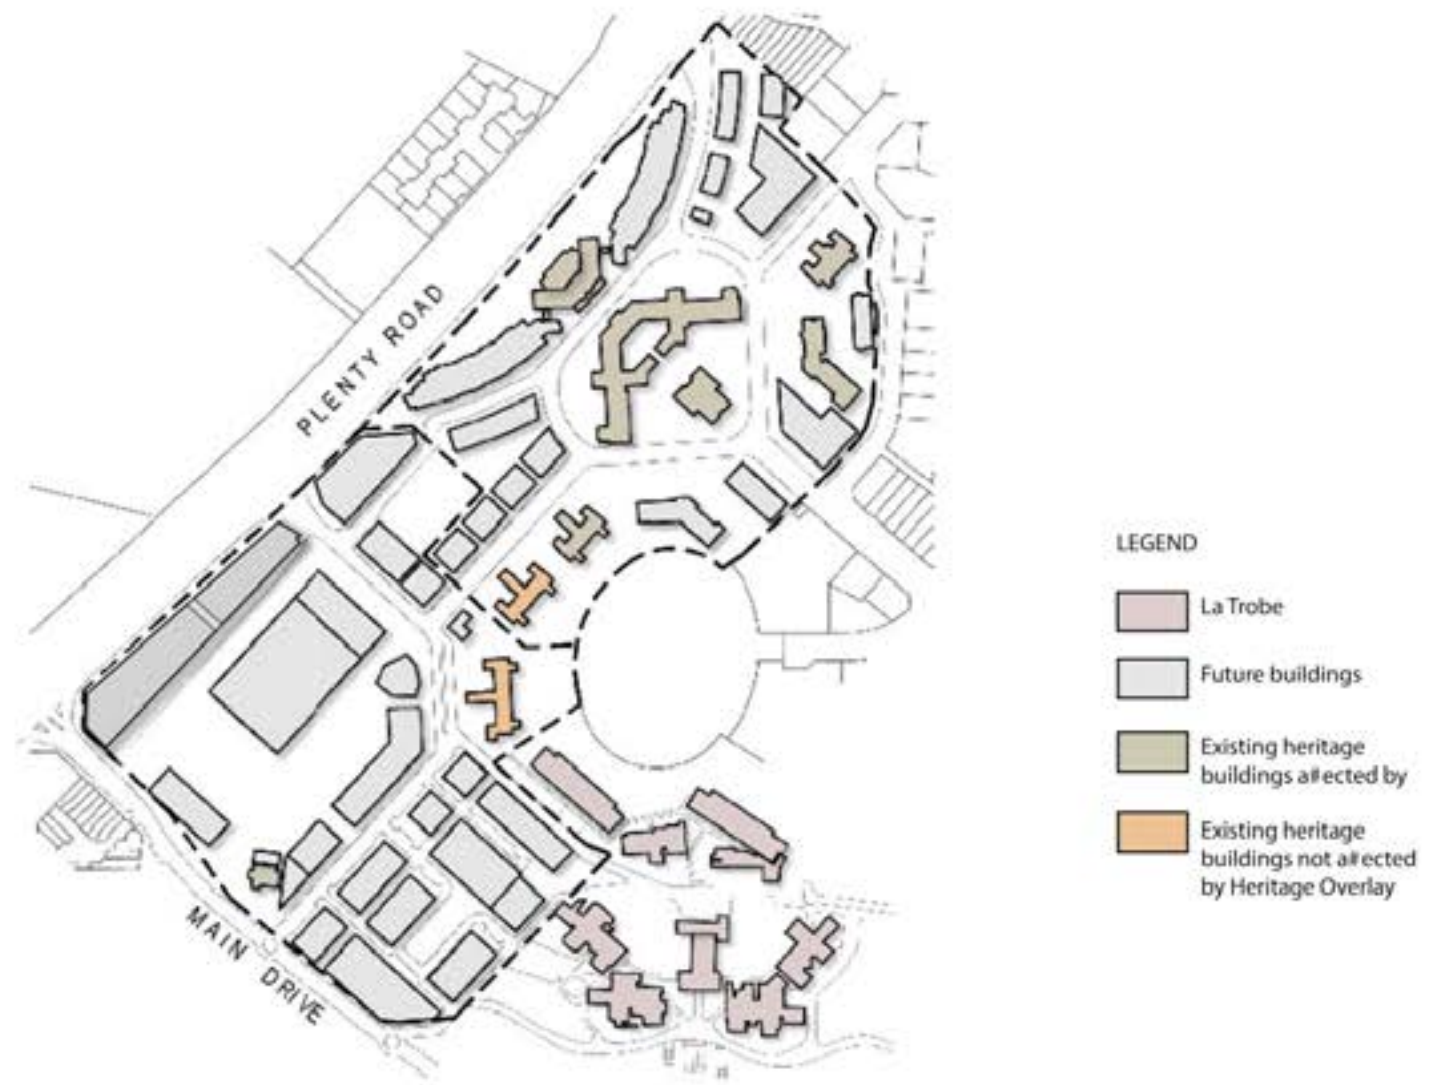 PLENTY ROAD
MAIN DRIVE
LEGEND
La Trobe
Future buildings
Existing heritage
buildings a#ected by
Existing heritage
buildings not a#ected
by Heritage Overlay